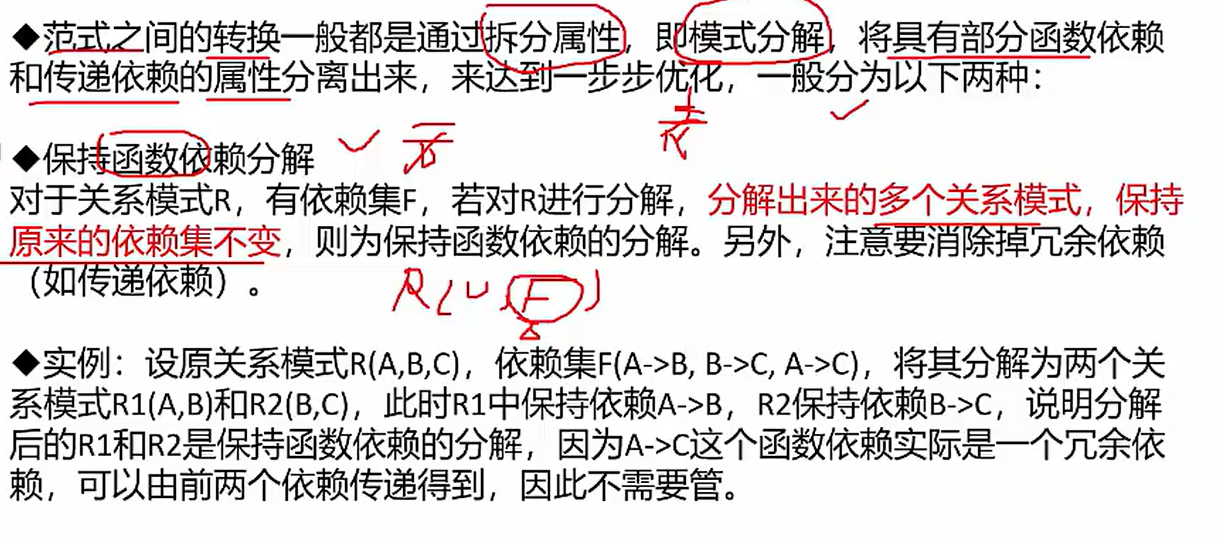 ◆范式之间的转换一般都是通过拆分属性，即模式分解，将具有部分函数依赖
和传递依赖的属性分离出来，来达到一步步优化，一般分为以下两种：
◆保持函数依赖分解
对于关系模式R，有依赖集F，若对R进行分解，分解出来的多个关系模式，保持
原来的依赖集不变，则为保持函数依赖的分解。另外，注意要消除掉冗余依赖
（如传递依赖）。
R(U,F)
◆实例：设原关系模式R(A,B,C)，依赖集F(A->B, B->C, A->C)，将其分解为两个关
系模式R1(A,B)和R2(B,C)，此时R1中保持依赖A->B，R2保持依赖B->C，说明分解
后的R1和R2是保持函数依赖的分解，因为A->C这个函数依赖实际是一个冗余依
赖，可以由前两个依赖传递得到，因此不需要管。